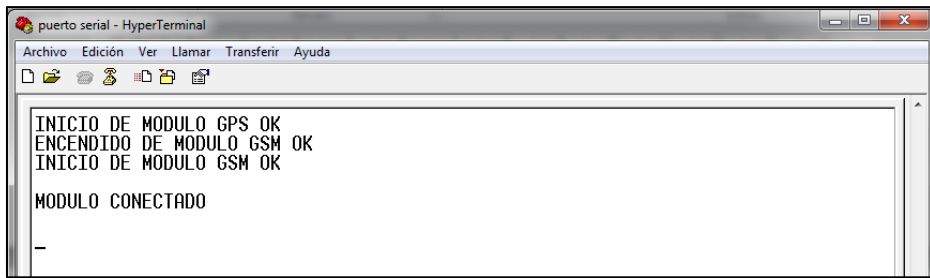 puerto serial - HyperTerminal
Archivo Edición Ver Llamar Transferir Ayuda
INICIO DE MODULO GPS OK
ENCENDIDO DE MODULO GSM OK
INICIO DE MODULO GSM OK
MODULO CONECTADO
_